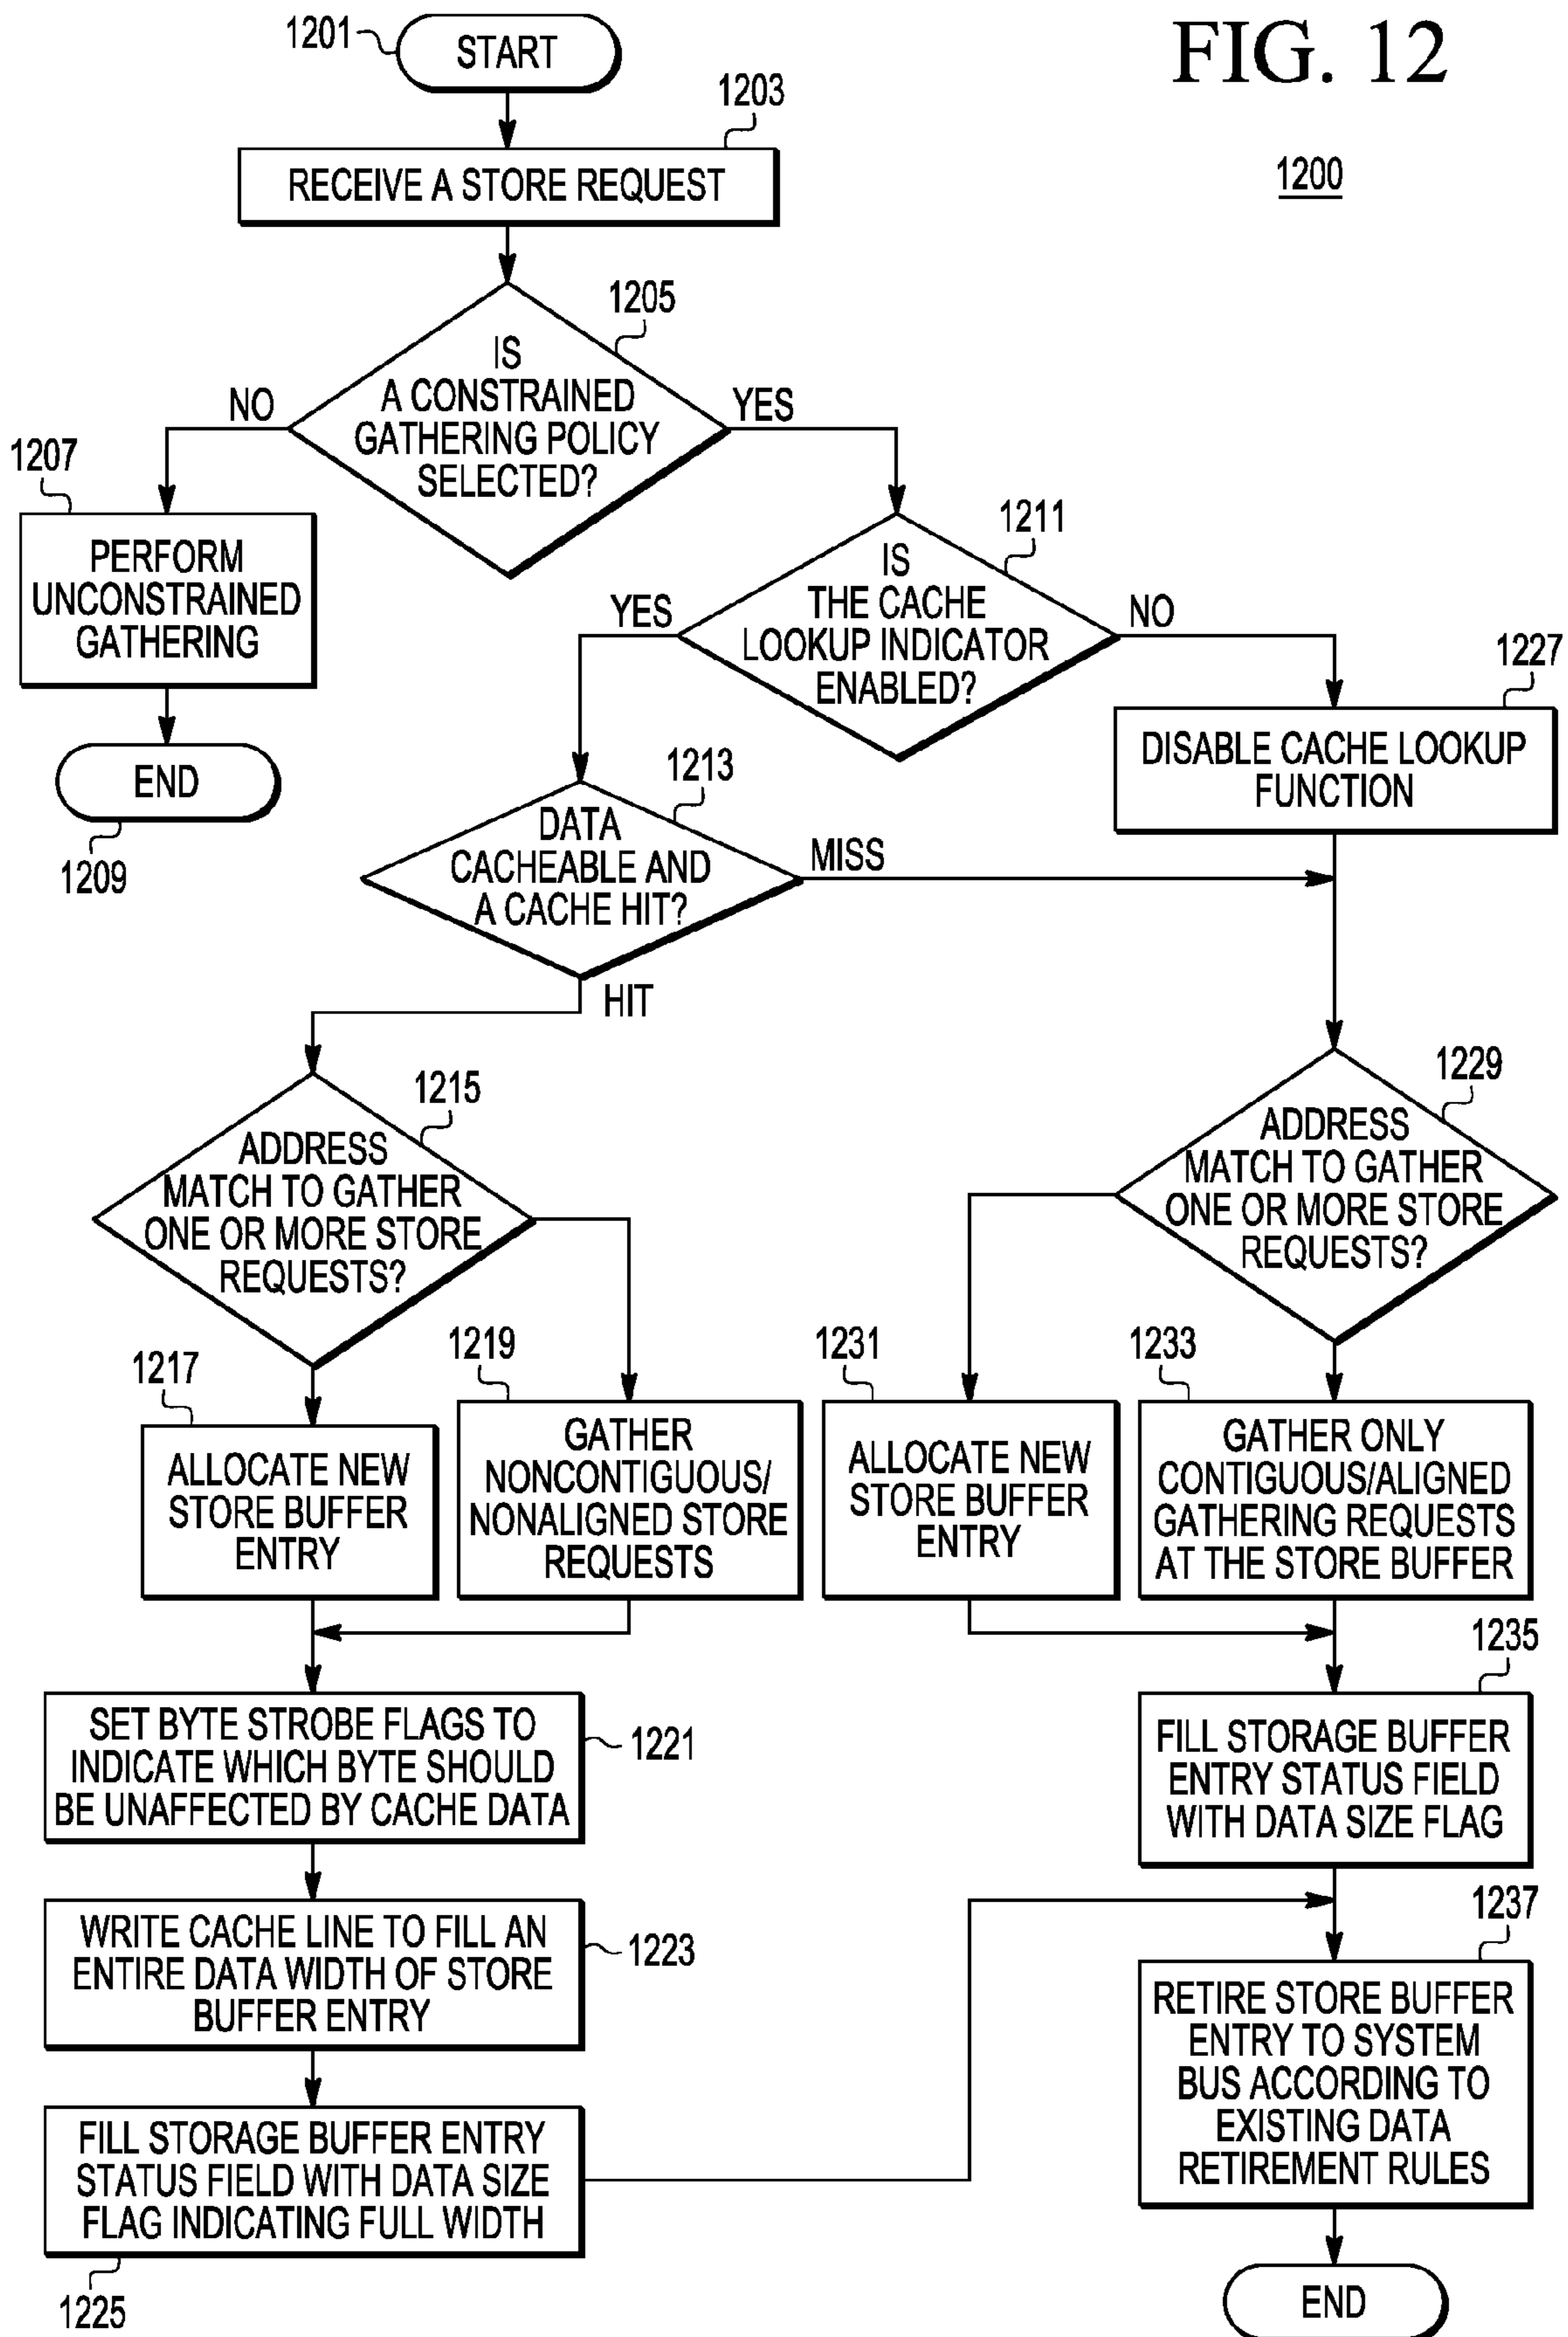 FIG. 12
1200
1201
START
1203
RECEIVE A STORE REQUEST
1205
IS
A CONSTRAINED
GATHERING POLICY
SELECTED?
NO
YES
1207
PERFORM
UNCONSTRAINED
GATHERING
END
1209
1211
IS
THE CACHE
LOOKUP INDICATOR
ENABLED?
YES
NO
1227
DISABLE CACHE LOOKUP
FUNCTION
1213
DATA
CACHEABLE AND
A CACHE HIT?
MISS
HIT
1215
ADDRESS
MATCH TO GATHER
ONE OR MORE STORE
REQUESTS?
1229
ADDRESS
MATCH TO GATHER
ONE OR MORE STORE
REQUESTS?
1217
ALLOCATE NEW
STORE BUFFER
ENTRY
1219
GATHER
NONCONTIGUOUS/
NONALIGNED STORE
REQUESTS
1231
ALLOCATE NEW
STORE BUFFER
ENTRY
1233
GATHER ONLY
CONTIGUOUS/ALIGNED
GATHERING REQUESTS
AT THE STORE BUFFER
SET BYTE STROBE FLAGS TO
INDICATE WHICH BYTE SHOULD
BE UNAFFECTED BY CACHE DATA
1221
1235
FILL STORAGE BUFFER
ENTRY STATUS FIELD
WITH DATA SIZE FLAG
WRITE CACHE LINE TO FILL AN
ENTIRE DATA WIDTH OF STORE
BUFFER ENTRY
1223
1237
RETIRE STORE BUFFER
ENTRY TO SYSTEM
BUS ACCORDING TO
EXISTING DATA
RETIREMENT RULES
FILL STORAGE BUFFER ENTRY
STATUS FIELD WITH DATA SIZE
FLAG INDICATING FULL WIDTH
1225
END